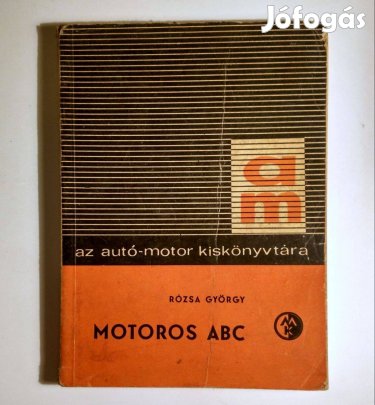 Jófogás
a
m
az autó-motor kiskönyvtára
RÓZSA GYÖRGY
MOTOROS ABC